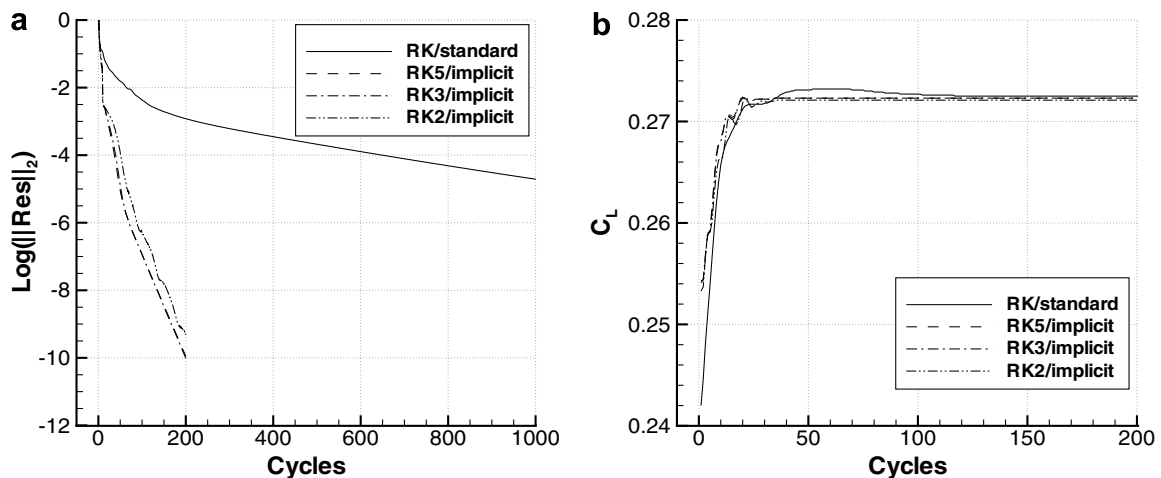 a
0
-2
-4
-6
-8
-10
-12
Log(||Res||2)
0 200 400 600 800 1000
Cycles
RK/standard
RK5/implicit
RK3/implicit
RK2/implicit
b
0.28
0.27
0.26
0.25
0.24
CL
0 50 100 150 200
Cycles
RK/standard
RK5/implicit
RK3/implicit
RK2/implicit